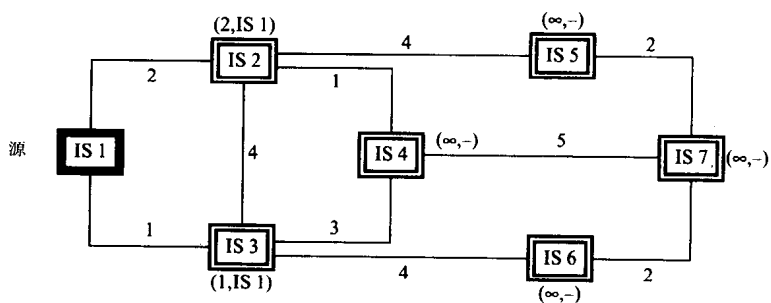 (2,IS 1)
(∞,-)
IS 2
4
IS 5
2
2
1
源
IS 1
4
IS 4
(∞,-)
5
IS 7
(∞,-)
1
IS 3
3
IS 6
4
2
(1,IS 1)
(∞,-)